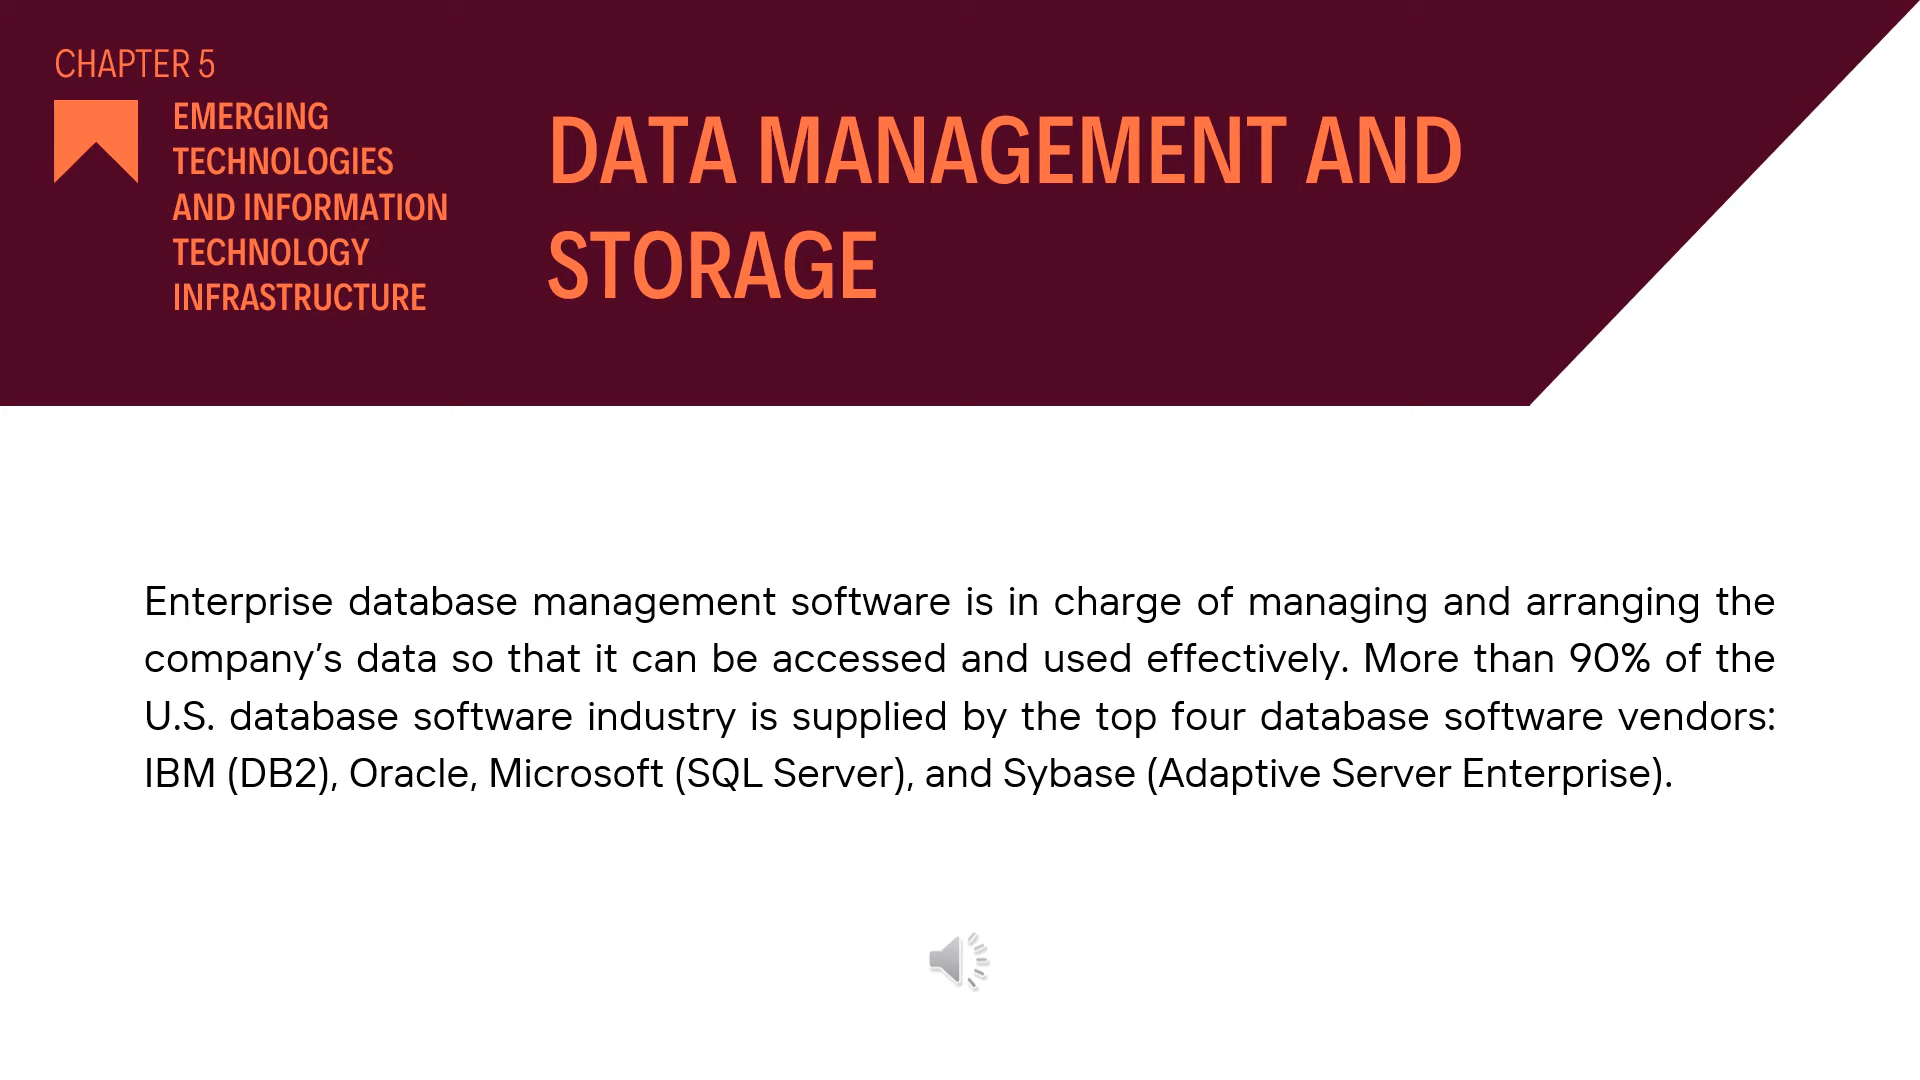 CHAPTER 5
EMERGING
TECHNOLOGIES
AND INFORMATION
TECHNOLOGY
INFRASTRUCTURE
DATA MANAGEMENT AND
STORAGE
Enterprise database management software is in charge of managing and arranging the
company’s data so that it can be accessed and used effectively. More than 90% of the
U.S. database software industry is supplied by the top four database software vendors:
IBM (DB2), Oracle, Microsoft (SQL Server), and Sybase (Adaptive Server Enterprise).